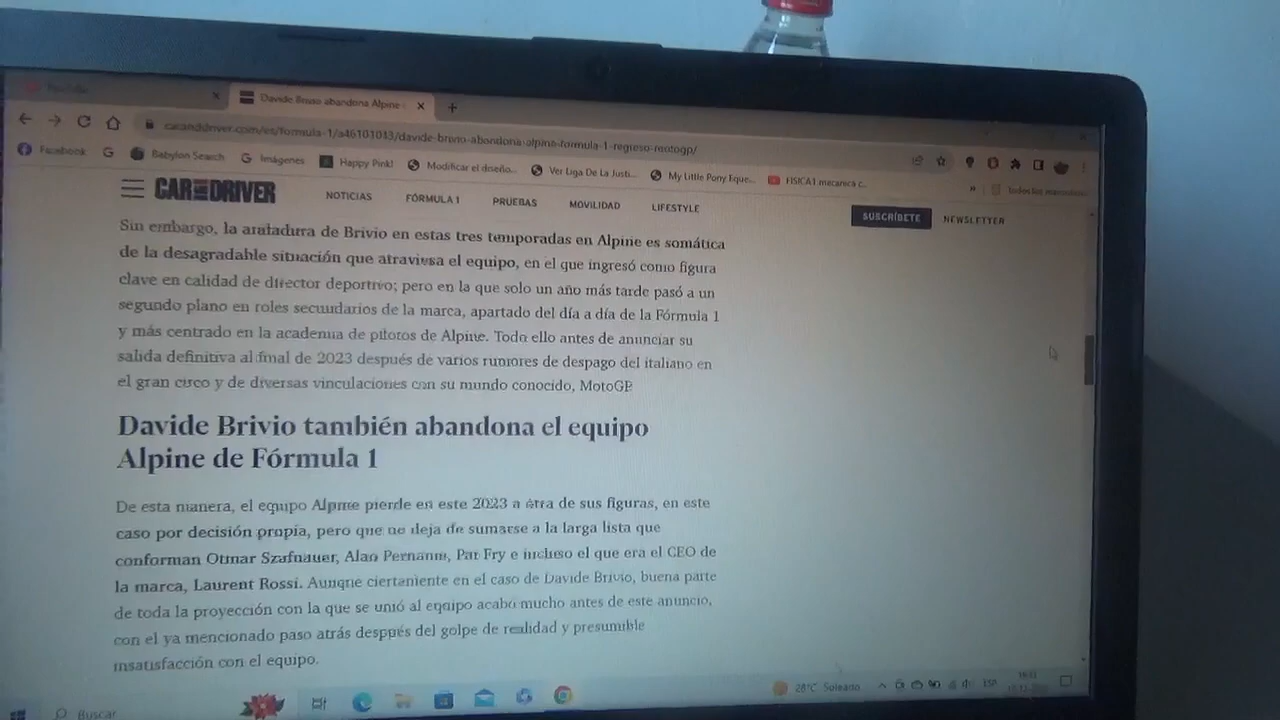 Davide Brivio abandona Alpine
caranddriver.com/es/formula-1/a46101013/davide-brivio-abandona-alpine-formula-1-regreso-motogp/
Facebook Babylon Search Imágenes Happy Pink! Modificar el diseño... Ver Liga De La Justi... My Little Pony Eque... FISICA1 mecanica c...
CAR AND DRIVER NOTICIAS FÓRMULA 1 PRUEBAS MOVILIDAD LIFESTYLE SUSCRÍBETE NEWSLETTER
Sin embargo, la andadura de Brivio en estas tres temporadas en Alpine es somática
de la desagradable situación que atraviesa el equipo, en el que ingresó como figura
clave en calidad de director deportivo; pero en la que solo un año más tarde pasó a un
segundo plano en roles secundarios de la marca, apartado del día a día de la Fórmula 1
y más centrado en la academia de pilotos de Alpine. Todo ello antes de anunciar su
salida definitiva al final de 2023 después de varios rumores de despago del italiano en
el gran circo y de diversas vinculaciones con su mundo conocido, MotoGP.
Davide Brivio también abandona el equipo
Alpine de Fórmula 1
De esta manera, el equipo Alpine pierde en este 2023 a otra de sus figuras, en este
caso por decisión propia, pero que no deja de sumarse a la larga lista que
conforman Otmar Szafnauer, Alan Permane, Pat Fry e incluso el que era el CEO de
la marca, Laurent Rossi. Aunque ciertamente en el caso de Davide Brivio, buena parte
de toda la proyección con la que se unió al equipo acabó mucho antes de este anuncio,
con el ya mencionado paso atrás después del golpe de realidad y presumible
insatisfacción con el equipo.
Buscar 28°C Soleado ESP